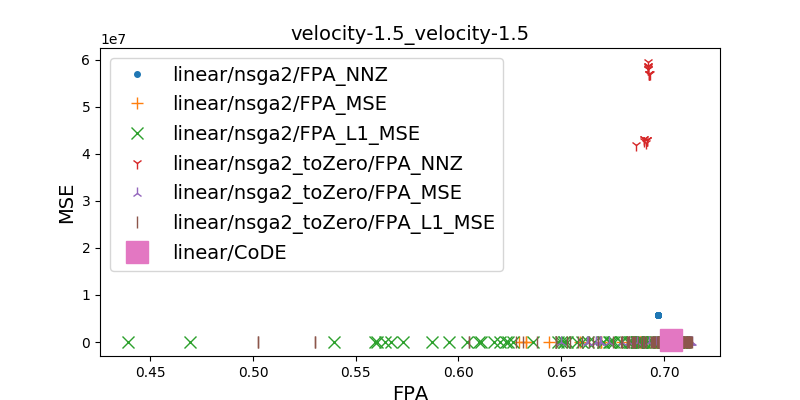 velocity-1.5_velocity-1.5
1e7
6
5
4
3
2
1
0
MSE
linear/nsga2/FPA_NNZ
linear/nsga2/FPA_MSE
linear/nsga2/FPA_L1_MSE
linear/nsga2_toZero/FPA_NNZ
linear/nsga2_toZero/FPA_MSE
linear/nsga2_toZero/FPA_L1_MSE
linear/CoDE
0.45 0.50 0.55 0.60 0.65 0.70
FPA